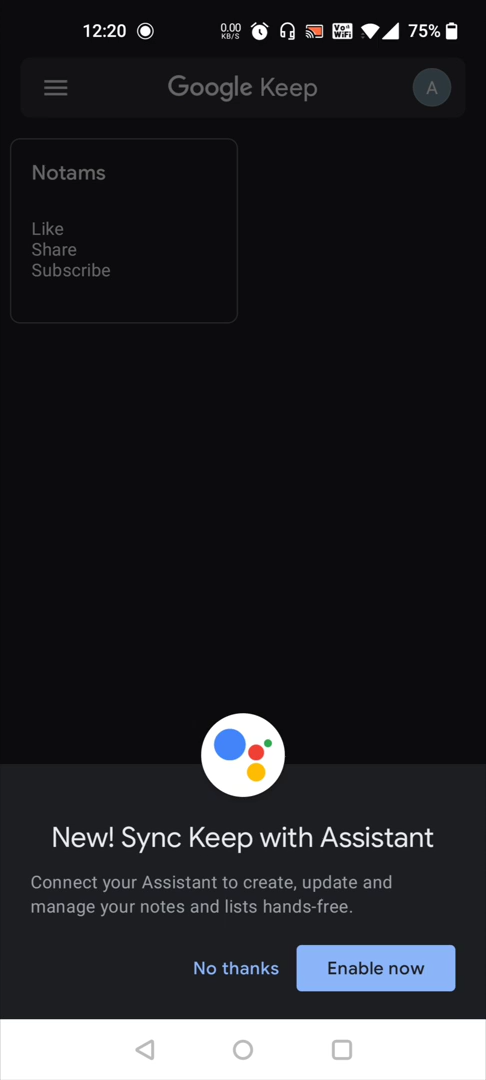 12:20
0.00
KB/S
Vo
WiFi
75%
Google Keep
A
Notams
Like
Share
Subscribe
New! Sync Keep with Assistant
Connect your Assistant to create, update and
manage your notes and lists hands-free.
No thanks
Enable now